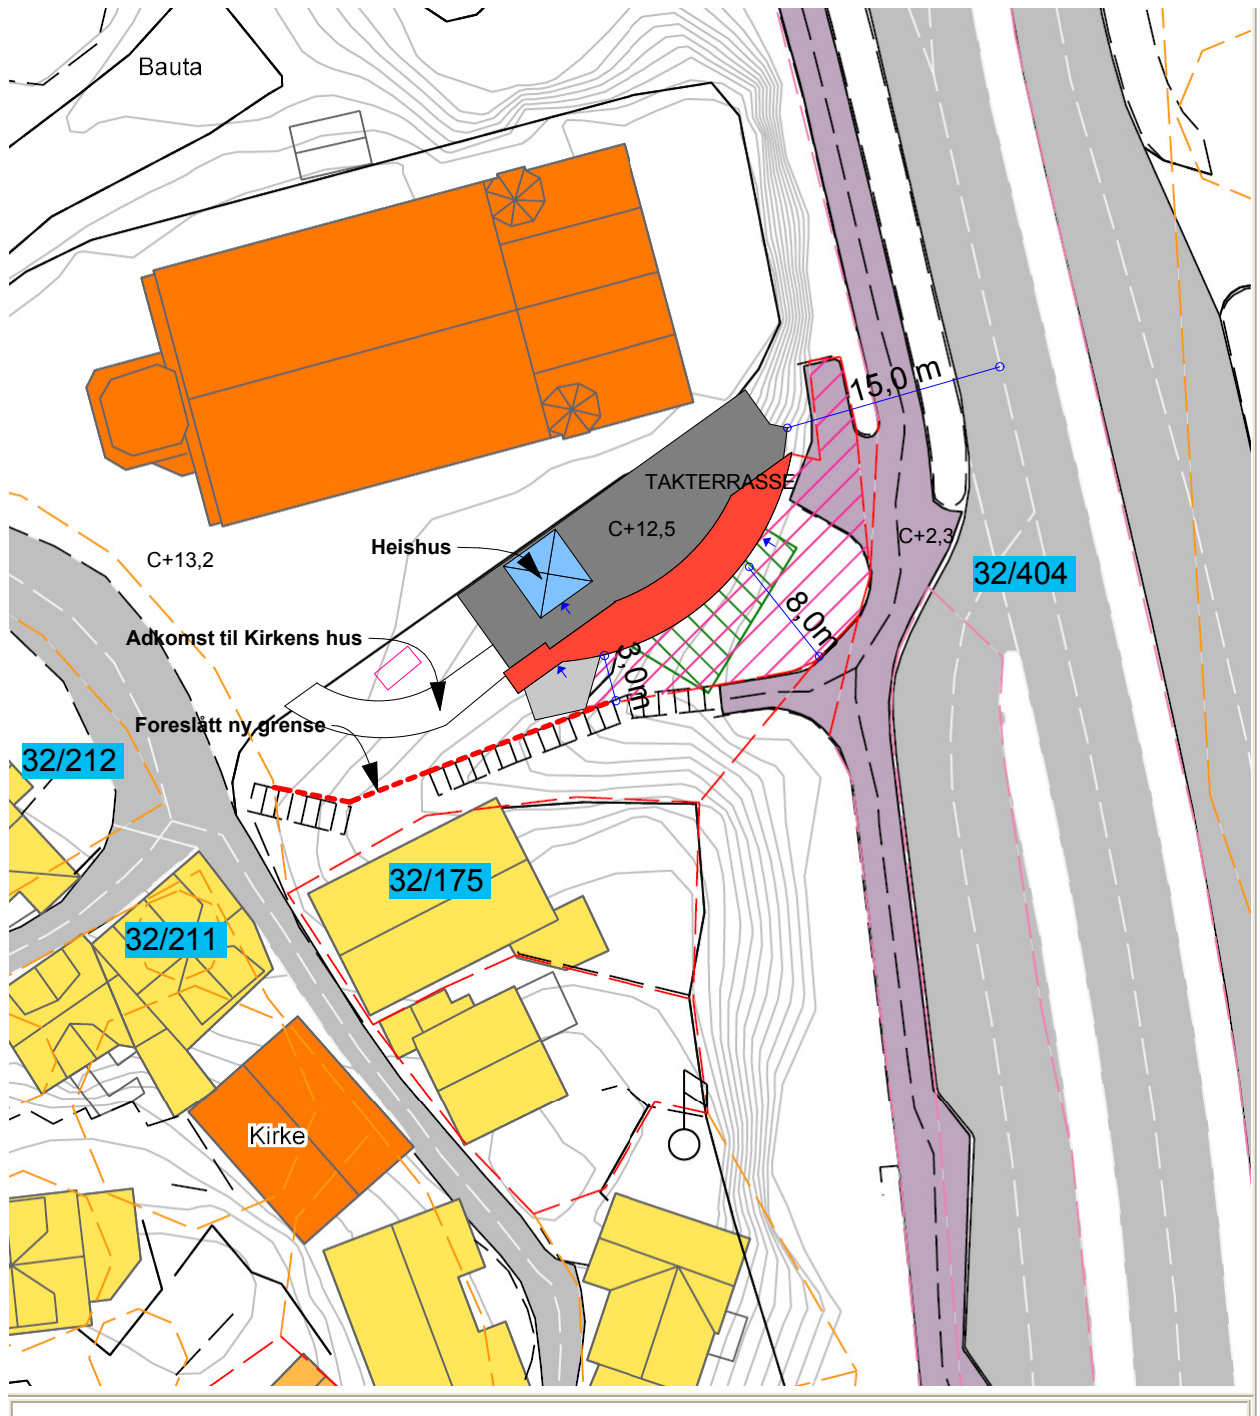 Bauta
15,0 m
TAKTERRASSE
C+12,5
C+2,3
Heishus
C+13,2
32/404
8,0m
Adkomst til Kirkens hus
3,0m
Foreslått ny grense
32/212
32/175
32/211
Kirke